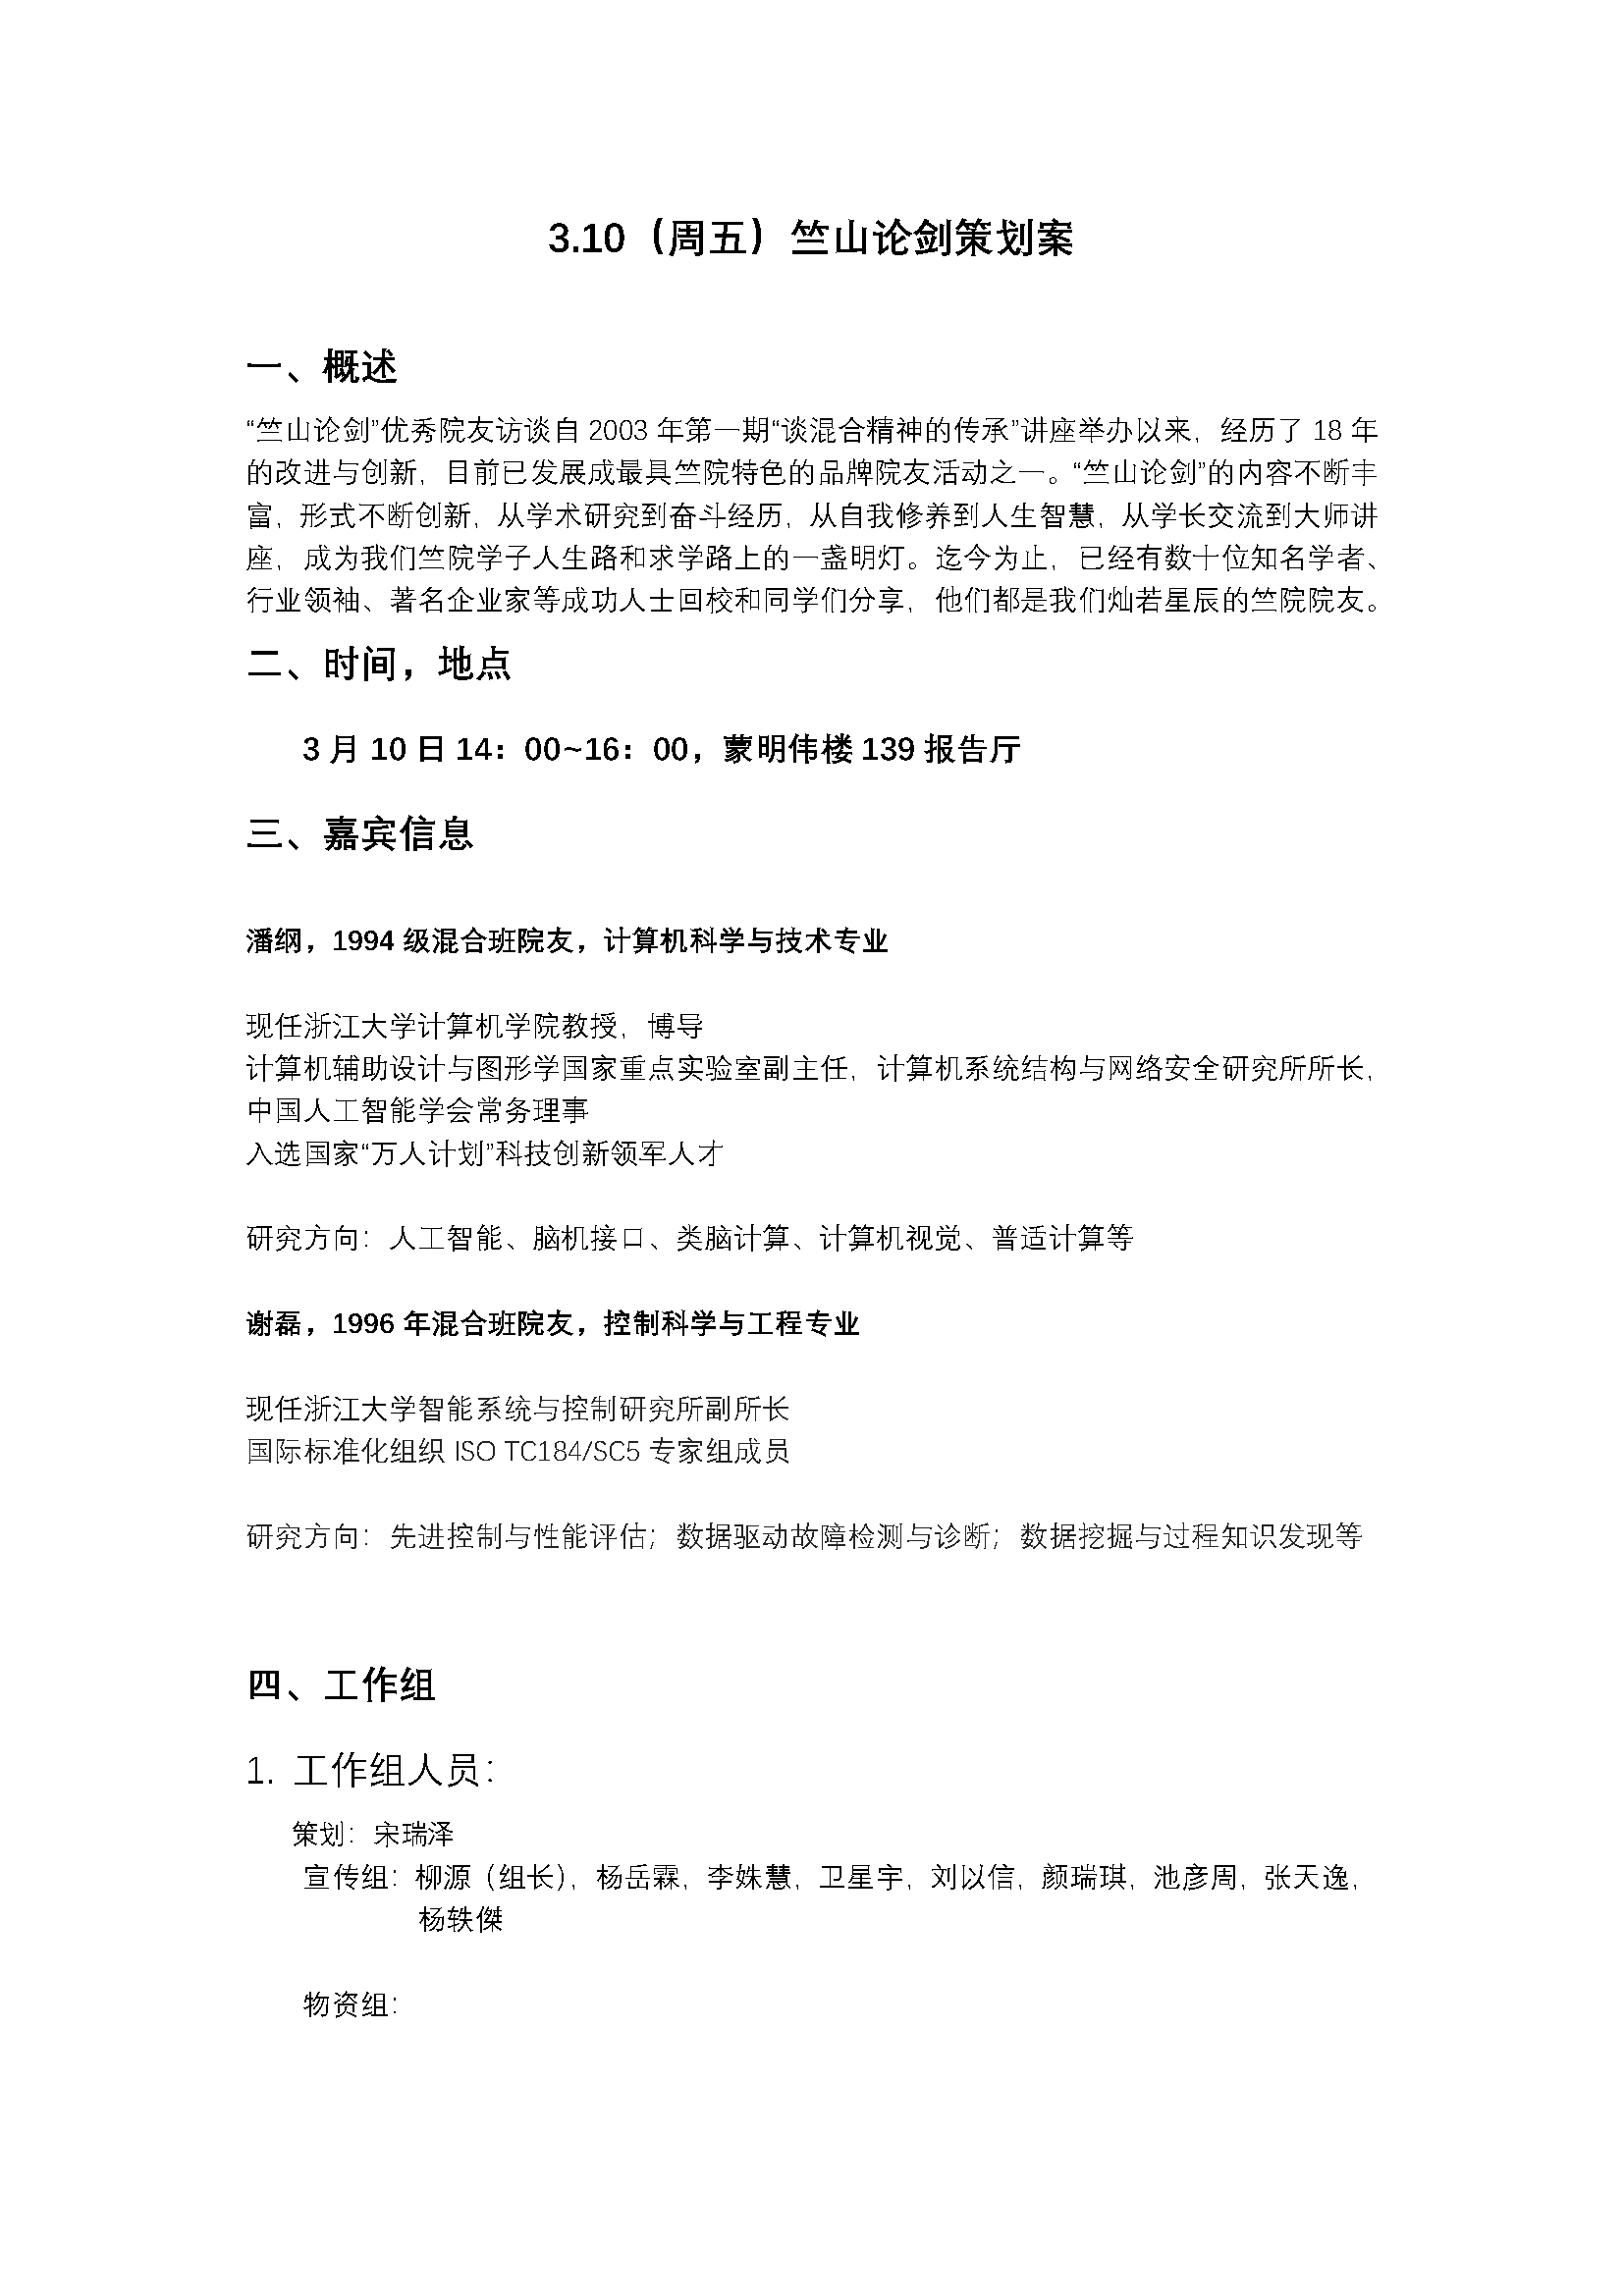 3.10（周五）竺山论剑策划案
一、概述
“竺山论剑”优秀院友访谈自 2003 年第一期“谈混合精神的传承”讲座举办以来，经历了 18 年
的改进与创新，目前已发展成最具竺院特色的品牌院友活动之一。“竺山论剑”的内容不断丰
富，形式不断创新，从学术研究到奋斗经历，从自我修养到人生智慧，从学长交流到大师讲
座，成为我们竺院学子人生路和求学路上的一盏明灯。迄今为止，已经有数十位知名学者、
行业领袖、著名企业家等成功人士回校和同学们分享，他们都是我们灿若星辰的竺院院友。
二、时间，地点
3 月 10 日 14：00~16：00，蒙明伟楼 139 报告厅
三、嘉宾信息
潘纲，1994 级混合班院友，计算机科学与技术专业
现任浙江大学计算机学院教授，博导
计算机辅助设计与图形学国家重点实验室副主任，计算机系统结构与网络安全研究所所长，
中国人工智能学会常务理事
入选国家“万人计划”科技创新领军人才
研究方向：人工智能、脑机接口、类脑计算、计算机视觉、普适计算等
谢磊，1996 年混合班院友，控制科学与工程专业
现任浙江大学智能系统与控制研究所副所长
国际标准化组织 ISO TC184/SC5 专家组成员
研究方向：先进控制与性能评估；数据驱动故障检测与诊断；数据挖掘与过程知识发现等
四、工作组
1. 工作组人员：
策划：宋瑞泽
宣传组：柳源（组长），杨岳霖，李姝慧，卫星宇，刘以信，颜瑞琪，池彦周，张天逸，
杨轶傑
物资组：